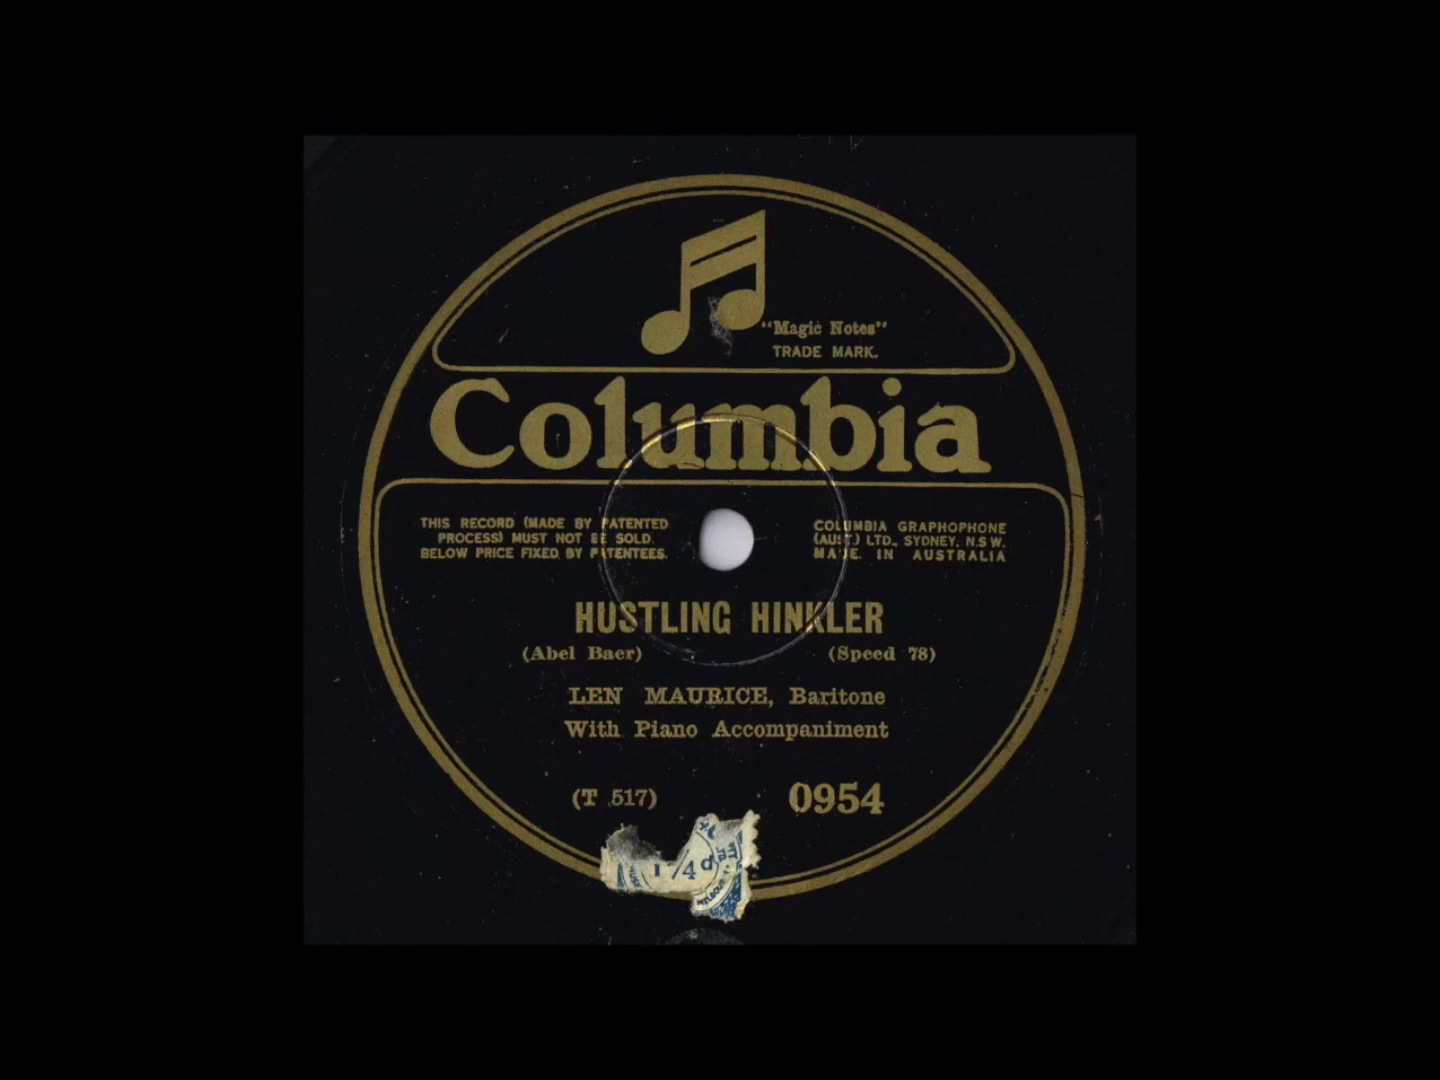 "Magic Notes"
TRADE MARK.
Columbia
THIS RECORD (MADE BY PATENTED
PROCESS) MUST NOT BE SOLD
BELOW PRICE FIXED BY PATENTEES.
COLUMBIA GRAPHOPHONE
(AUST.) LTD., SYDNEY, N.S.W.
MADE IN AUSTRALIA
HUSTLING HINKLER
(Abel Baer) (Speed 78)
LEN MAURICE, Baritone
With Piano Accompaniment
(T 517) 0954
1/4d